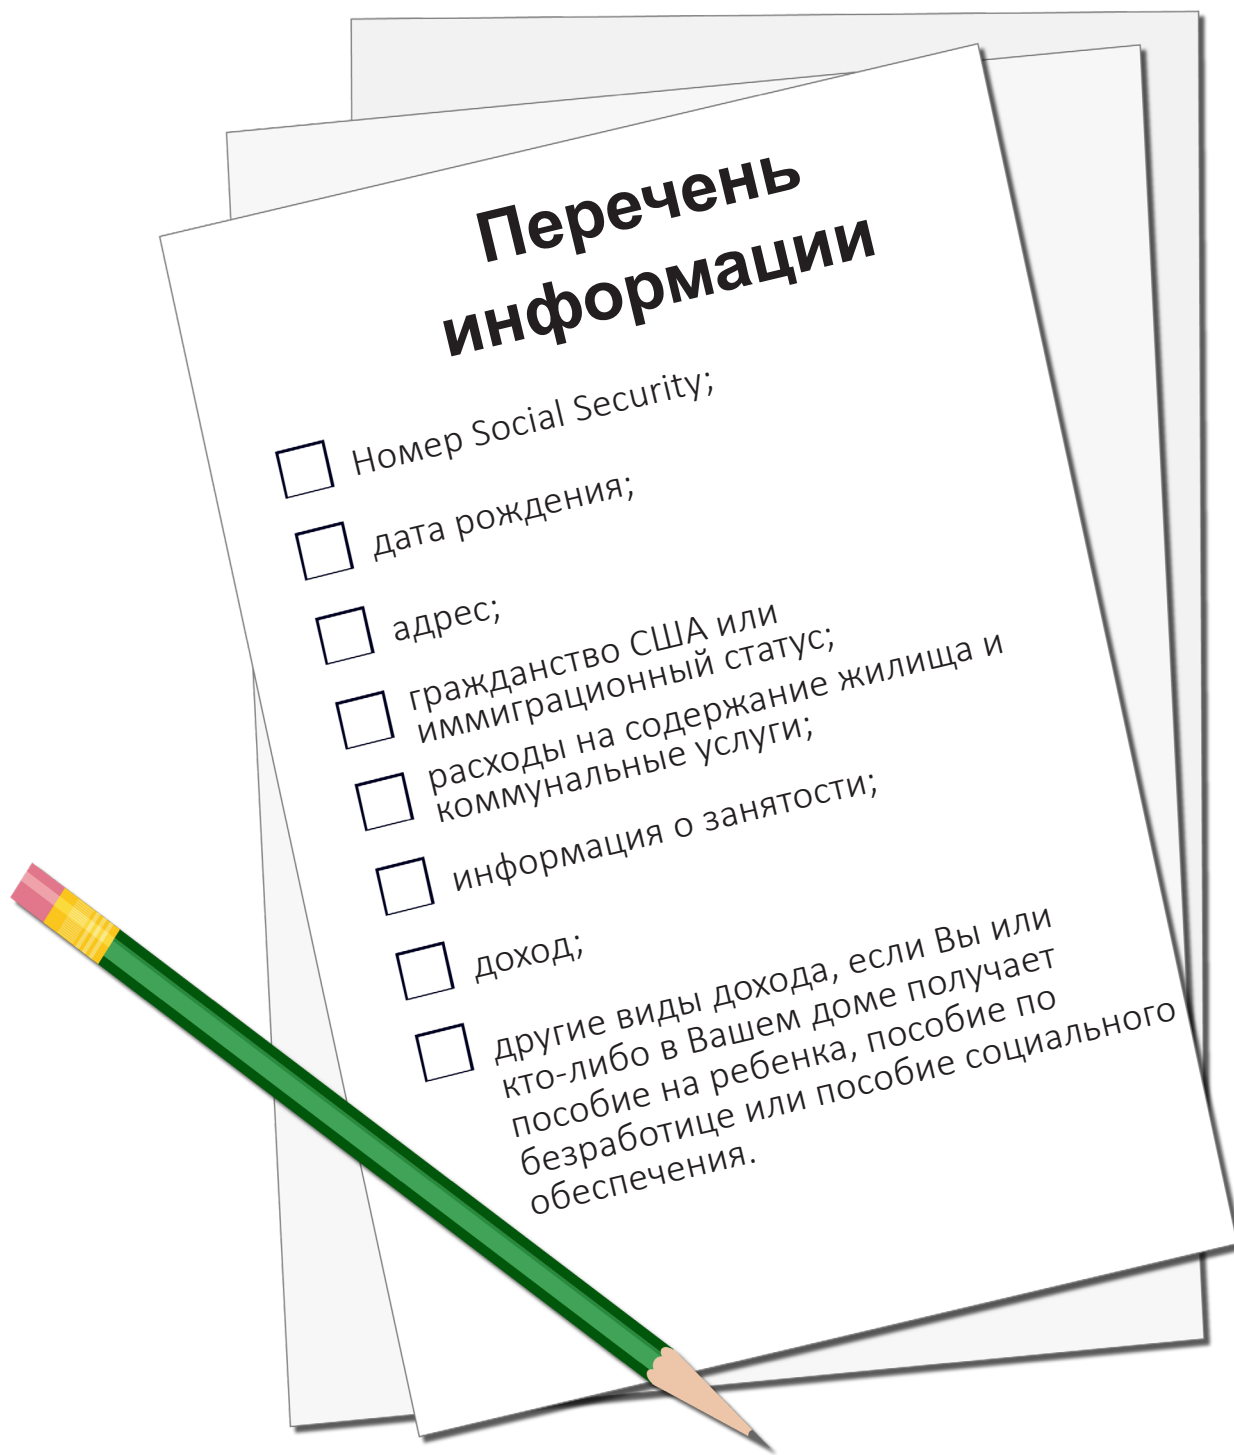 Перечень
информации
Номер Social Security;
дата рождения;
адрес;
гражданство США или
иммиграционный статус;
расходы на содержание жилища и
коммунальные услуги;
информация о занятости;
доход;
другие виды дохода, если Вы или
кто-либо в Вашем доме получает
пособие на ребенка, пособие по
безработице или пособие социального
обеспечения.